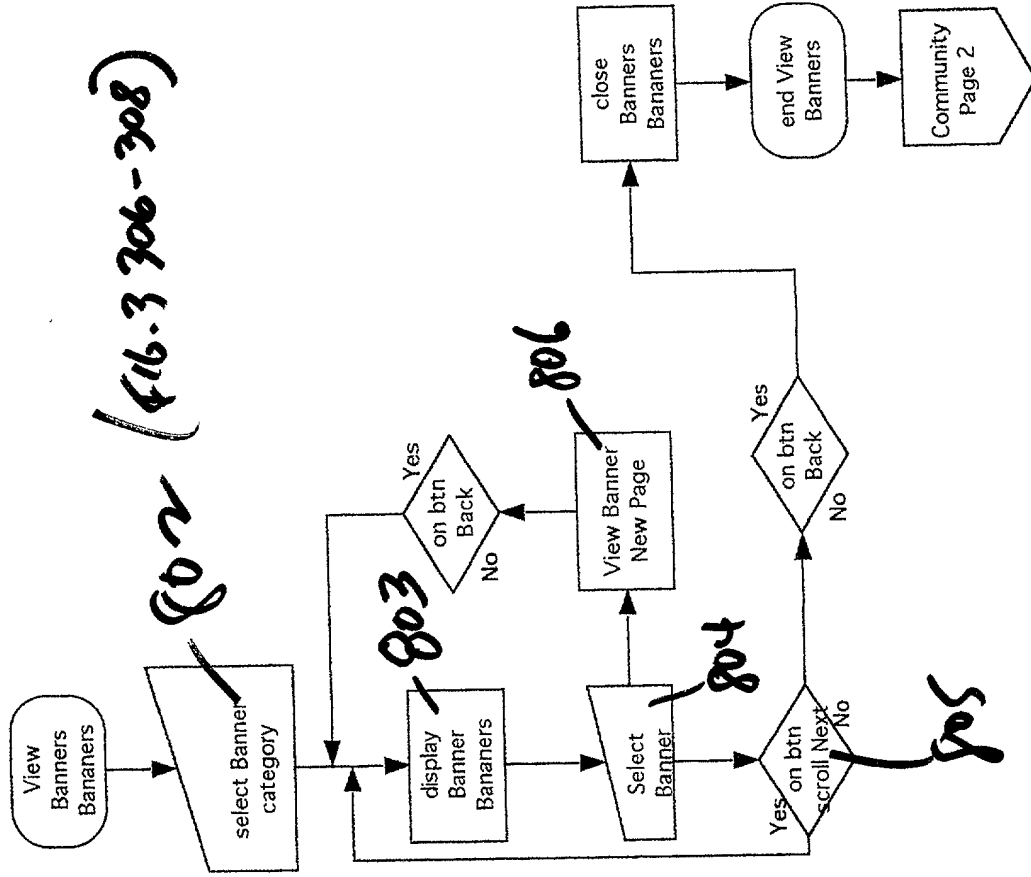 View
Banners
Bananers
802
(FIG.3 306-308)
select Banner
category
803
display
Banner
Bananers
on btn
Back
Yes
No
804
Select
Banner
806
View Banner
New Page
805
on btn
scroll Next
Yes
No
on btn
Back
Yes
No
close
Banners
Bananers
end View
Banners
Community
Page 2